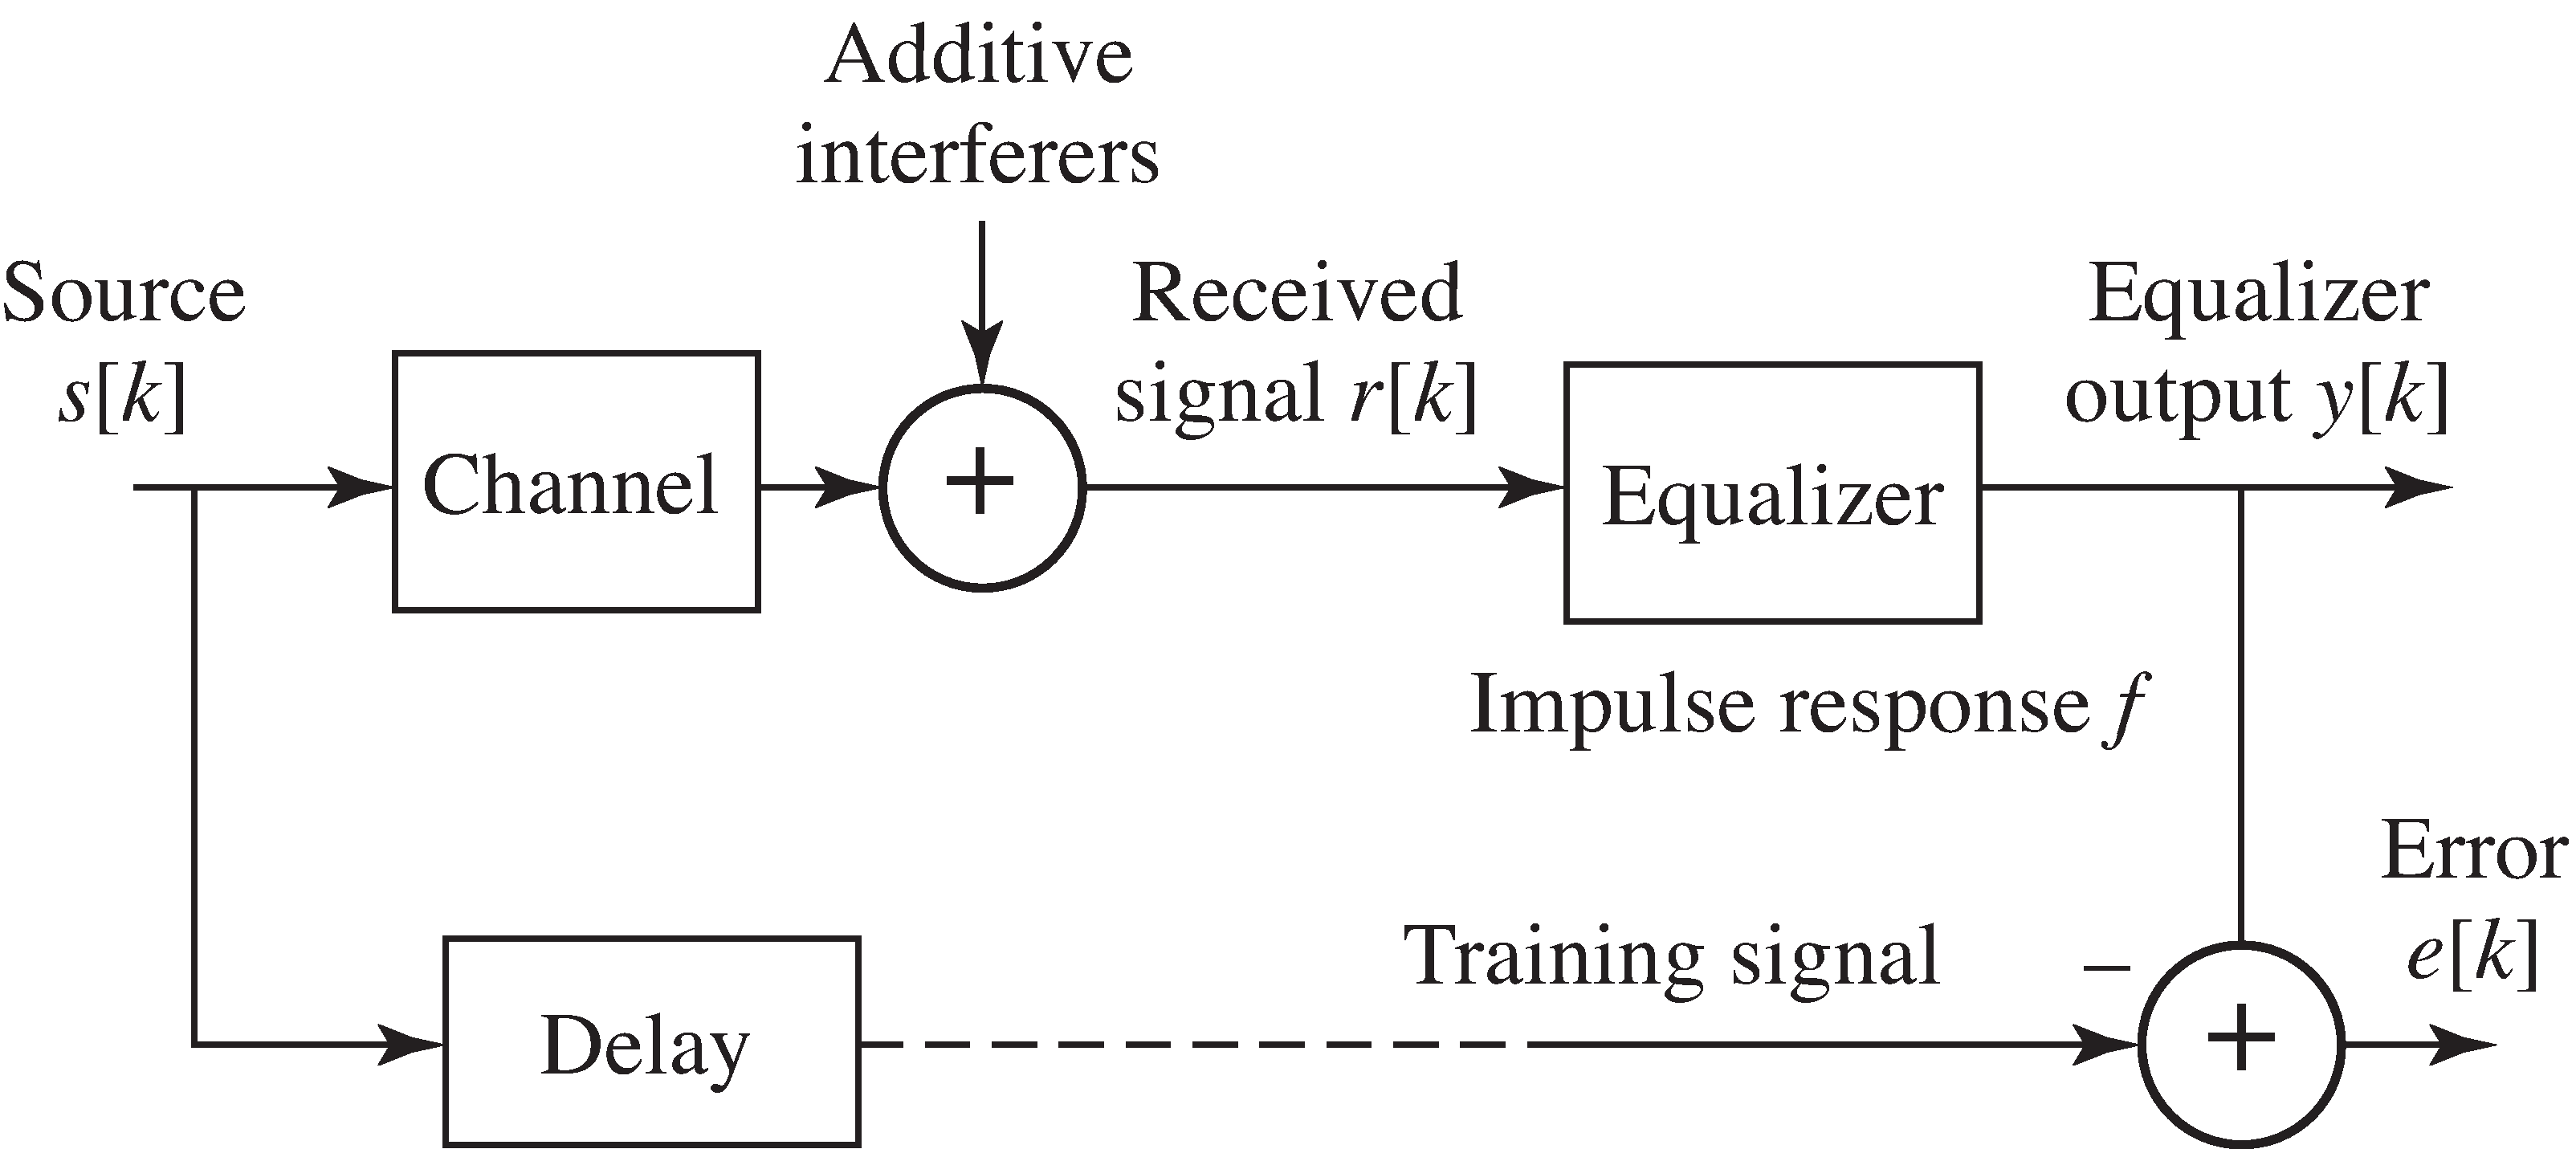 Additive
interferers
Source
s[k]
Received
signal r[k]
Equalizer
output y[k]
Channel
+
Equalizer
Impulse response f
Error
e[k]
Training signal
–
Delay
+